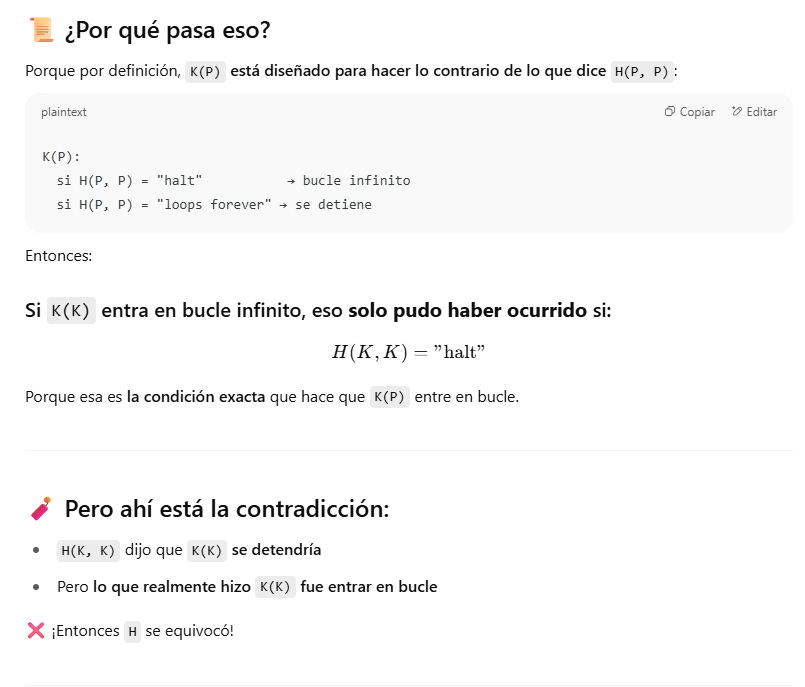 📜 ¿Por qué pasa eso?
Porque por definición, K(P) está diseñado para hacer lo contrario de lo que dice H(P, P):
plaintext Copiar Editar
K(P):
  si H(P, P) = "halt"           → bucle infinito
  si H(P, P) = "loops forever" → se detiene
Entonces:
Si K(K) entra en bucle infinito, eso solo pudo haber ocurrido si:
H(K, K) = "halt"
Porque esa es la condición exacta que hace que K(P) entre en bucle.
🧨 Pero ahí está la contradicción:
• H(K, K) dijo que K(K) se detendría
• Pero lo que realmente hizo K(K) fue entrar en bucle
❌ ¡Entonces H se equivocó!